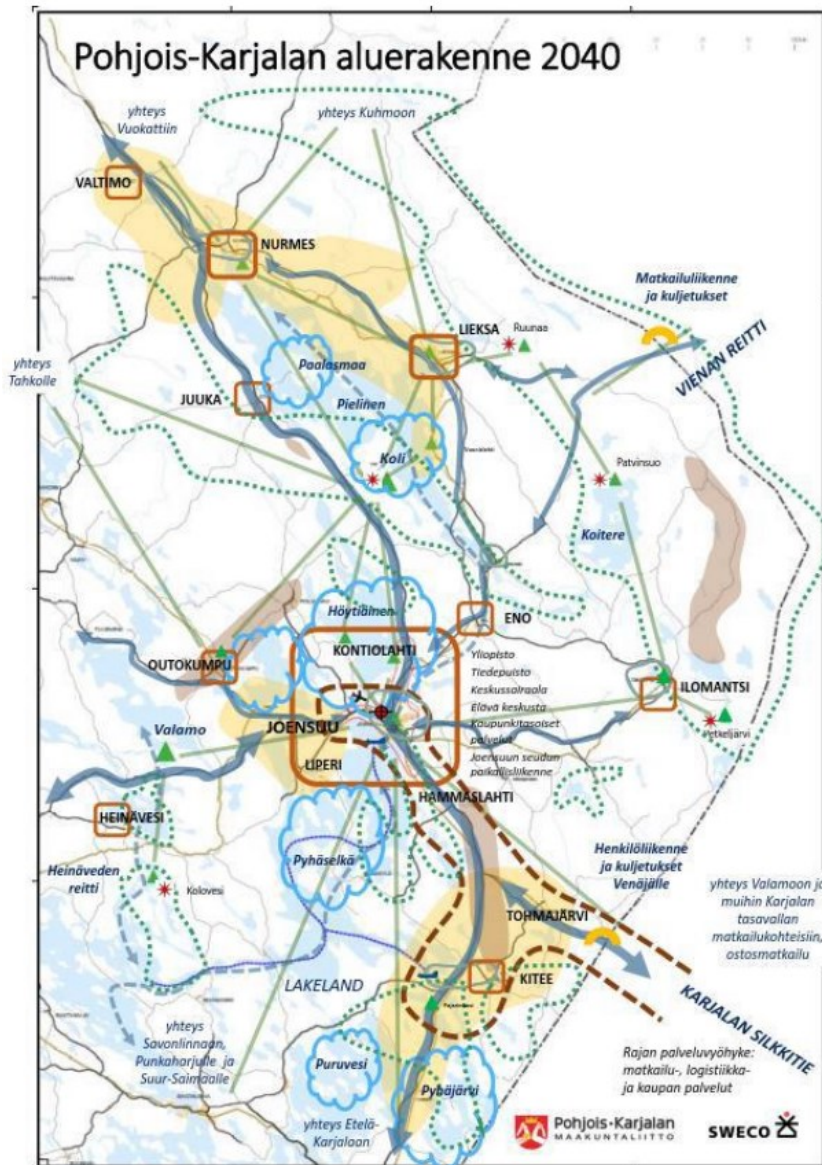 Pohjois-Karjalan aluerakenne 2040
yhteys
Vuokattiin
yhteys Kuhmoon
VALTIMO
NURMES
Matkailuliikenne
ja kuljetukset
LIEKSA
Ruunaa
VIENAN REITTI
yhteys
Tahkolle
Paalasmaa
JUUKA
Pielinen
Koli
Patvinsuo
Koitere
Höytiäinen
ENO
KONTIOLAHTI
OUTOKUMPU
Yliopisto
Tiedepuisto
Keskussairaala
Elävä keskusta
Kaupunkitasoiset
palvelut
Joensuun seudun
paikallisliikenne
ILOMANTSI
Petkeljärvi
Valamo
JOENSUU
LIPERI
HAMMASLAHTI
HEINÄVESI
Heinäveden
reitti
Kolovesi
Pyhäselkä
Henkilöliikenne
ja kuljetukset
Venäjälle
TOHMAJÄRVI
yhteys Valamoon ja
muihin Karjalan
tasavallan
matkailukohteisiin,
ostosmatkailu
KITEE
LAKELAND
KARJALAN SILKKITIE
yhteys
Savonlinnaan,
Punkaharjulle ja
Suur-Saimaalle
Puruvesi
Pyhäjärvi
yhteys Etelä-
Karjalaan
Rajan palveluvyöhyke:
matkailu-, logistiikka-
ja kaupan palvelut
Pohjois-Karjalan
MAAKUNTALIITTO
SWECO